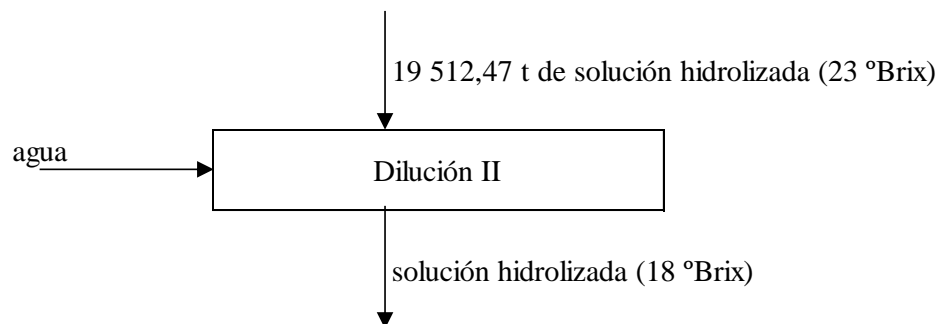 19 512,47 t de solución hidrolizada (23 ºBrix)
agua
Dilución II
solución hidrolizada (18 ºBrix)